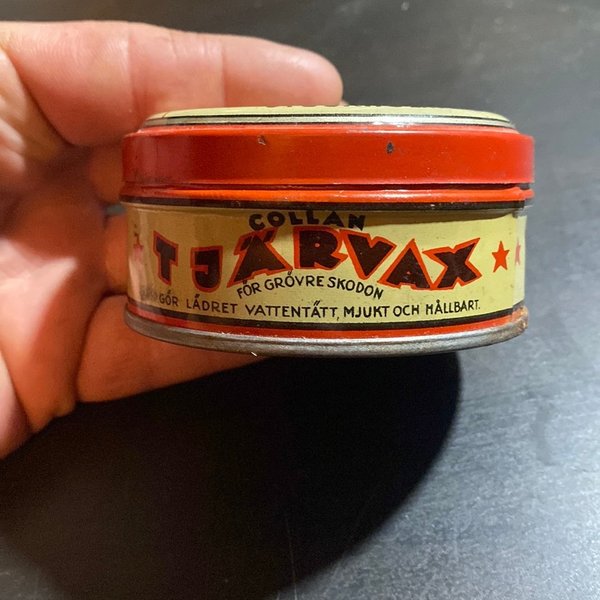 COLLAN
TJÄRVAX
FÖR GRÖVRE SKODON
GÖR LÄDRET VATTENTÄTT, MJUKT OCH HÅLLBART.